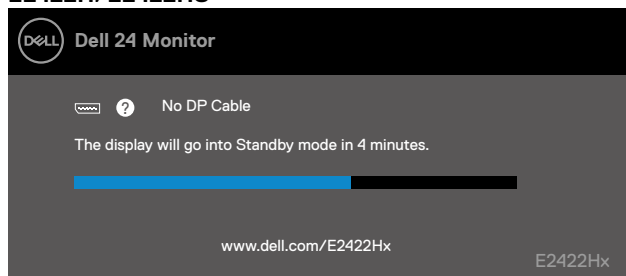 DELL Dell 24 Monitor
? No DP Cable
The display will go into Standby mode in 4 minutes.
www.dell.com/E2422Hx
E2422Hx